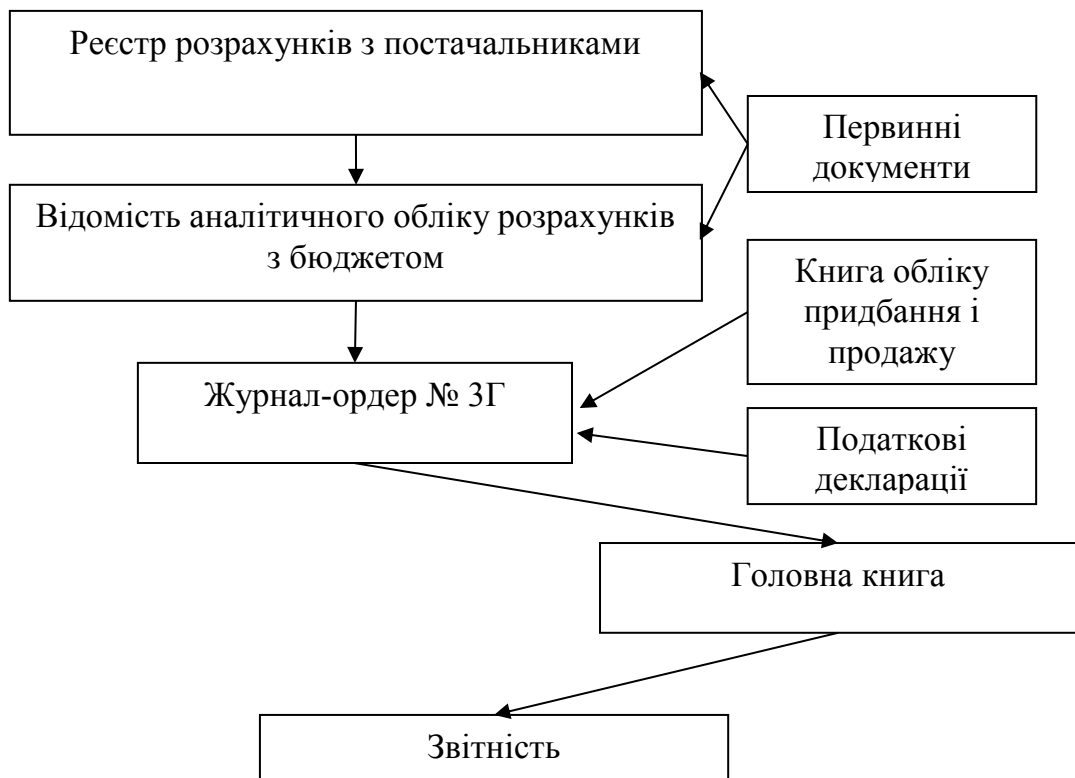 Реєстр розрахунків з постачальниками
Первинні
документи
Відомість аналітичного обліку розрахунків
з бюджетом
Книга обліку
придбання і
продажу
Журнал-ордер № 3Г
Податкові
декларації
Головна книга
Звітність